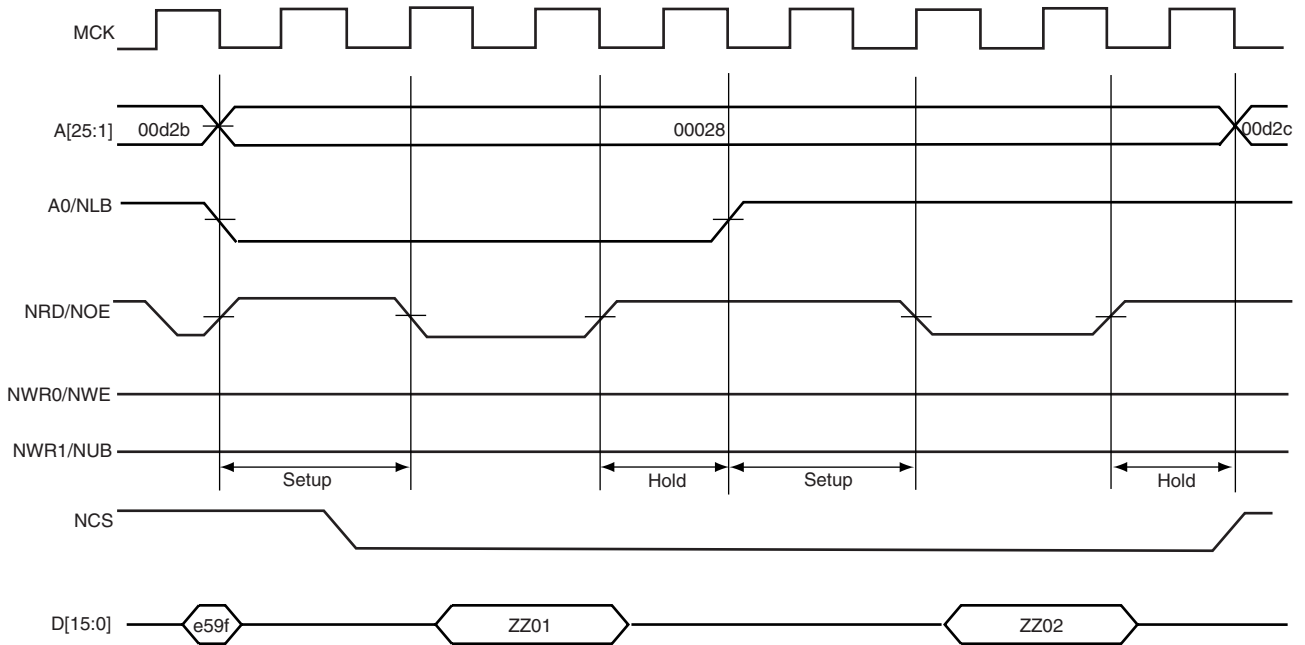 MCK
A[25:1] 00d2b 00028 00d2c
A0/NLB
NRD/NOE
NWR0/NWE
NWR1/NUB
Setup Hold Setup Hold
NCS
D[15:0] e59f ZZ01 ZZ02